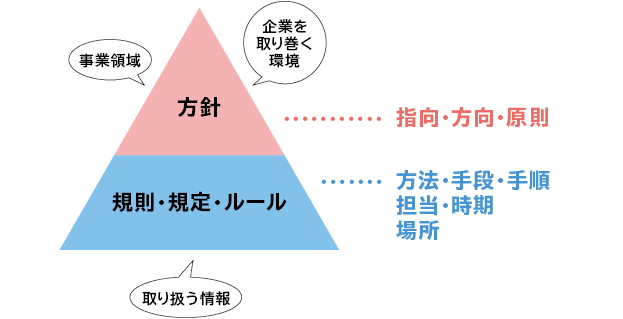 事業領域
企業を
取り巻く
環境
方針
指向・方向・原則
規則・規定・ルール
方法・手段・手順
担当・時期
場所
取り扱う情報